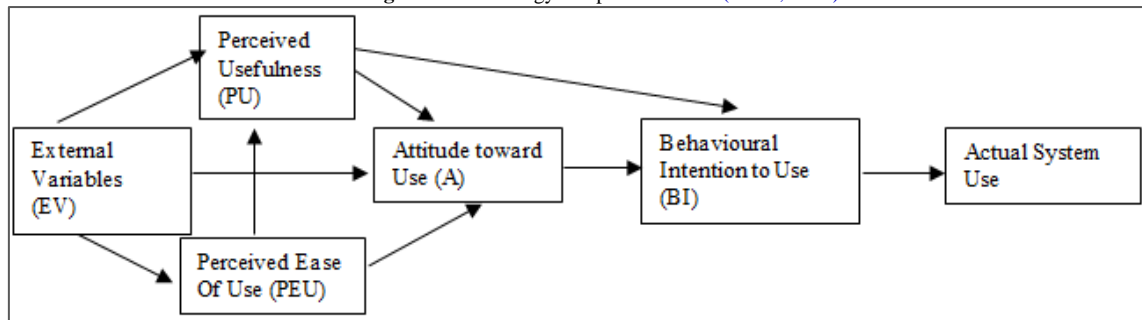 Perceived
Usefulness
(PU)
External
Variables
(EV)
Attitude toward
Use (A)
Behavioural
Intention to Use
(BI)
Actual System
Use
Perceived Ease
Of Use (PEU)